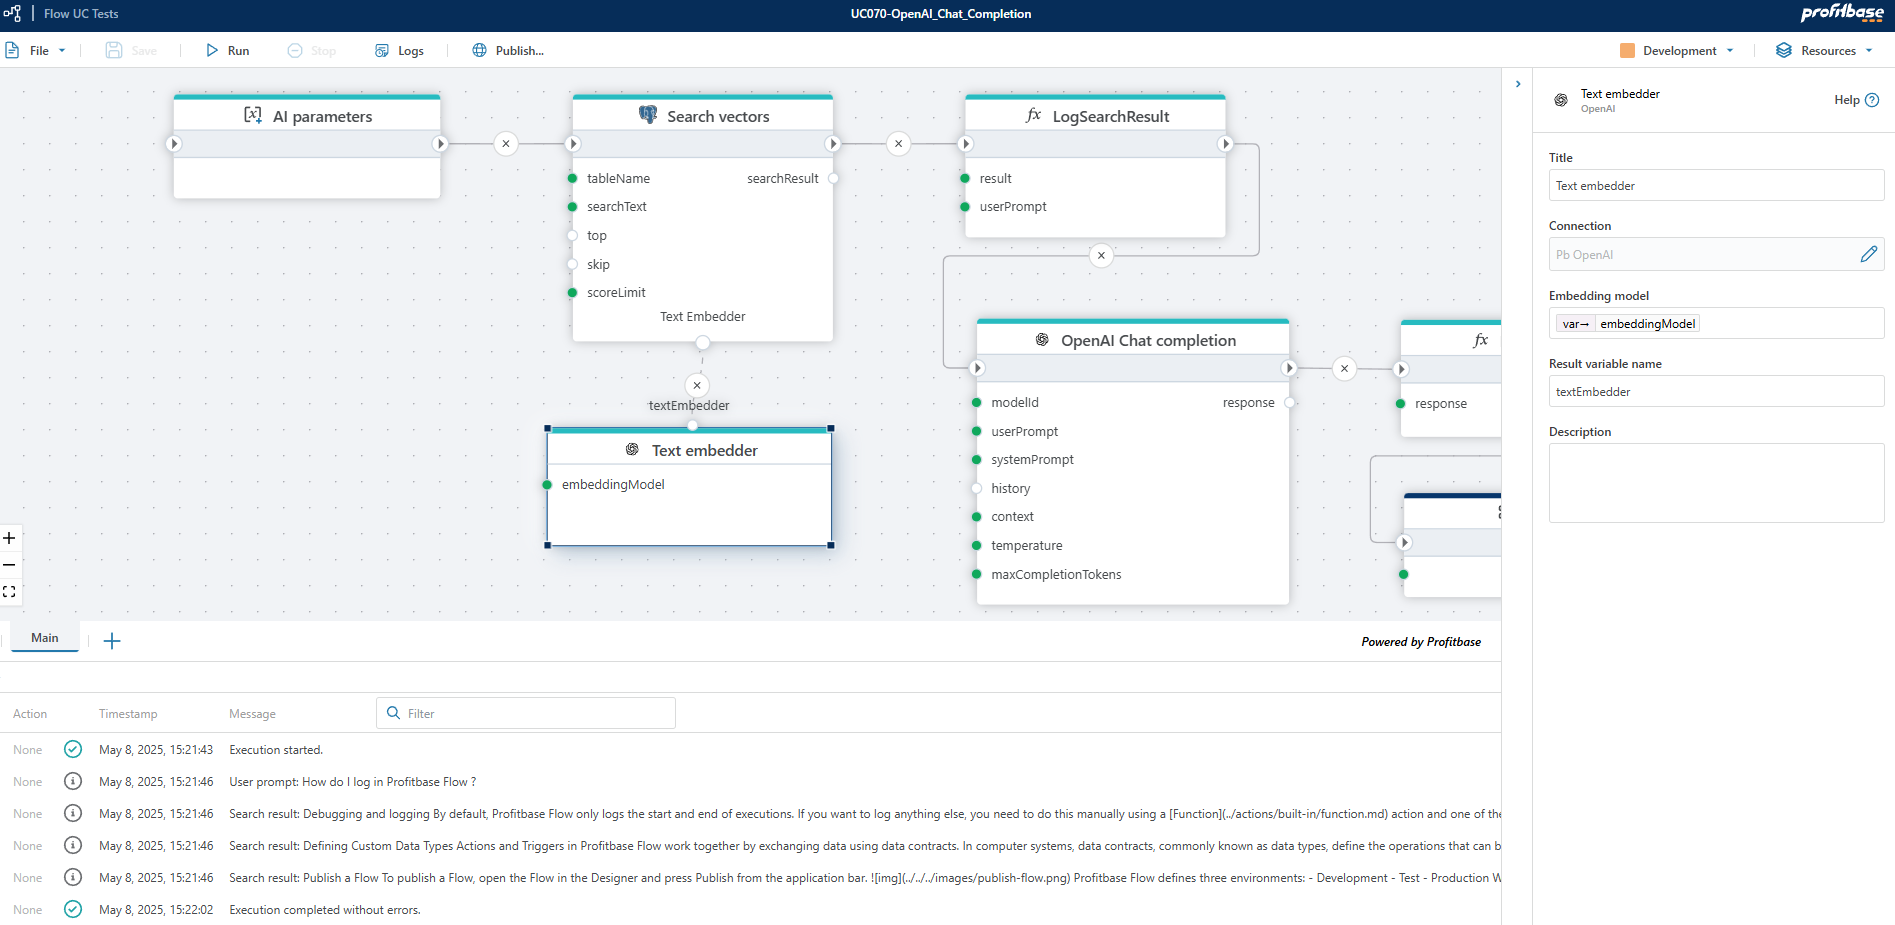 Flow UC Tests
UC070-OpenAI_Chat_Completion
profitbase
File
Save
Run
Stop
Logs
Publish...
Development
Resources
AI parameters
Search vectors
tableName
searchResult
searchText
top
skip
scoreLimit
Text Embedder
textEmbedder
Text embedder
embeddingModel
fx LogSearchResult
result
userPrompt
OpenAI Chat completion
modelId
response
userPrompt
systemPrompt
history
context
temperature
maxCompletionTokens
fx
response
Text embedder
OpenAI
Help ?
Title
Text embedder
Connection
Pb OpenAI
Embedding model
var→ embeddingModel
Result variable name
textEmbedder
Description
Main
Powered by Profitbase
Action Timestamp Message Filter
None May 8, 2025, 15:21:43 Execution started.
None May 8, 2025, 15:21:46 User prompt: How do I log in Profitbase Flow ?
None May 8, 2025, 15:21:46 Search result: Debugging and logging By default, Profitbase Flow only logs the start and end of executions. If you want to log anything else, you need to do this manually using a [Function](../actions/built-in/function.md) action and one of the
None May 8, 2025, 15:21:46 Search result: Defining Custom Data Types Actions and Triggers in Profitbase Flow work together by exchanging data using data contracts. In computer systems, data contracts, commonly known as data types, define the operations that can b
None May 8, 2025, 15:21:46 Search result: Publish a Flow To publish a Flow, open the Flow in the Designer and press Publish from the application bar. ![img](../../../images/publish-flow.png) Profitbase Flow defines three environments: - Development - Test - Production W
None May 8, 2025, 15:22:02 Execution completed without errors.